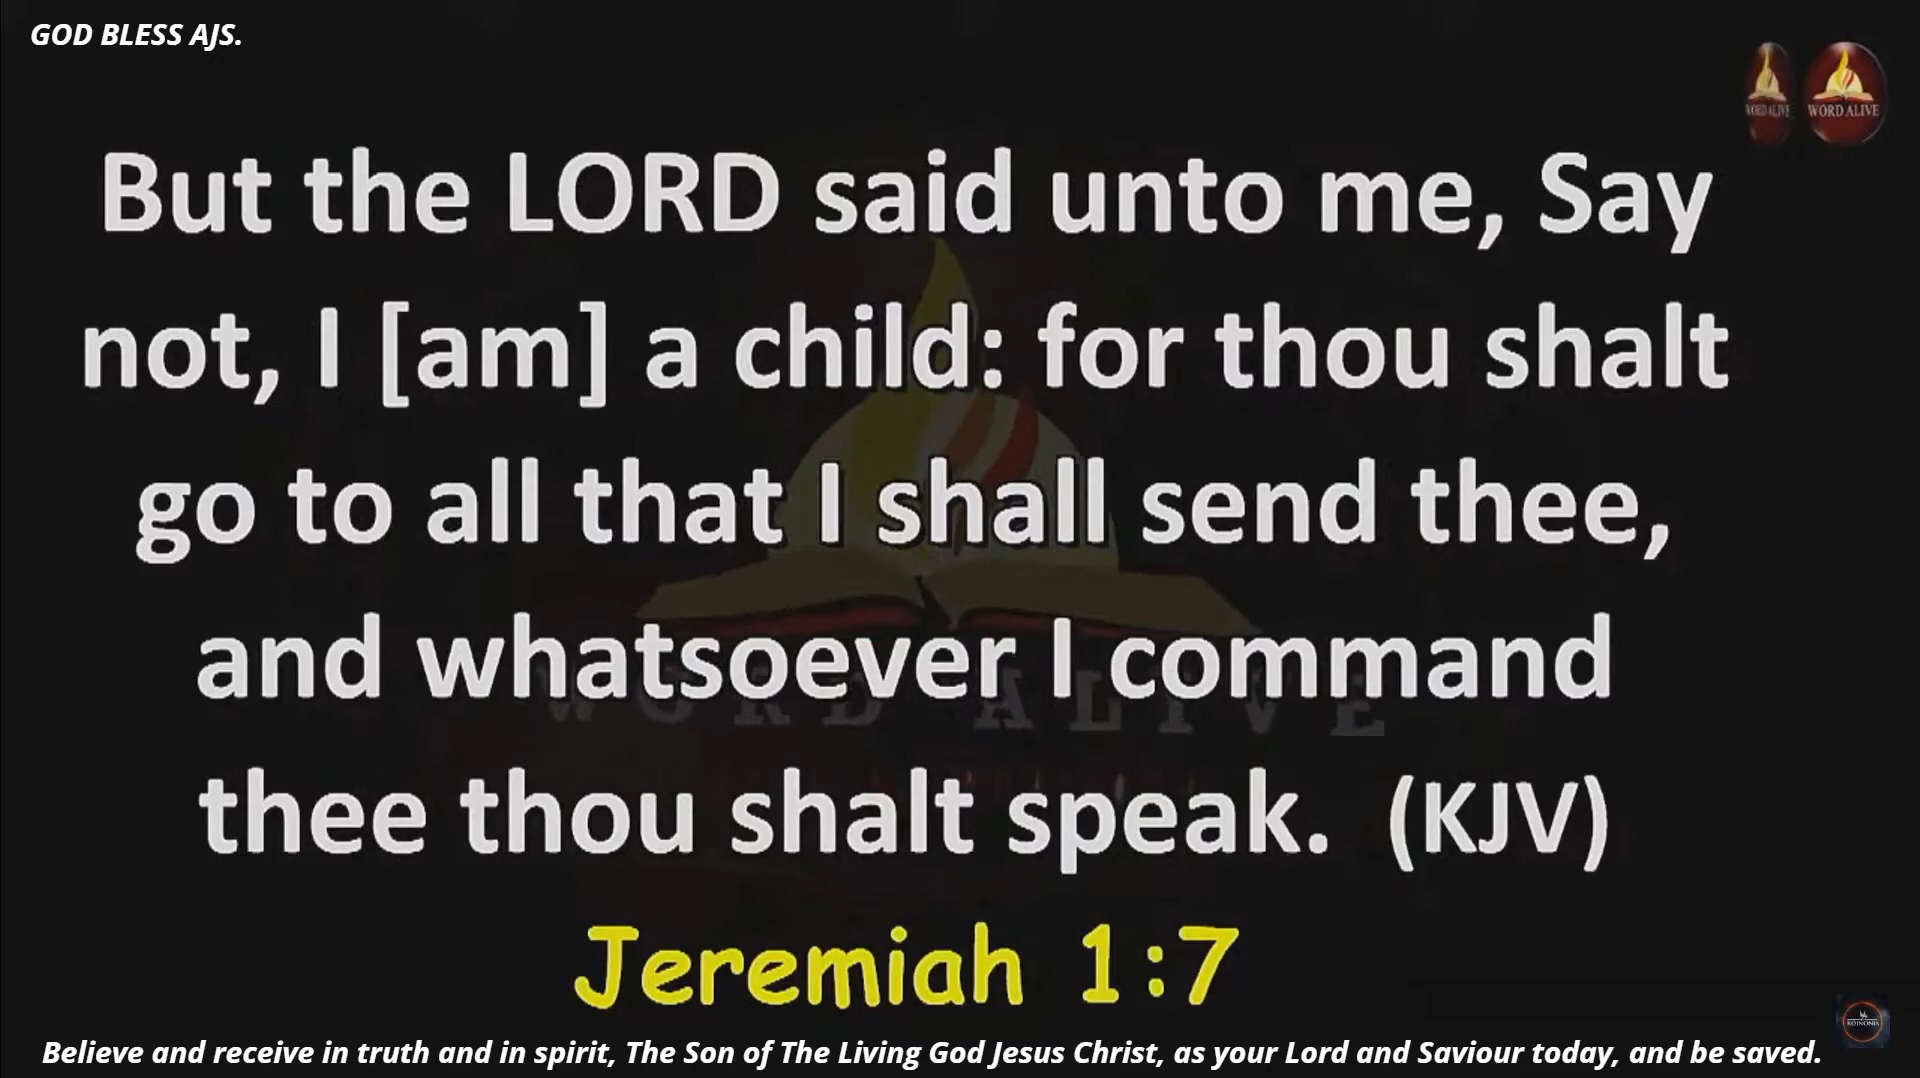 GOD BLESS AJS.
WORD ALIVE
WORD ALIVE
But the LORD said unto me, Say
not, I [am] a child: for thou shalt
go to all that I shall send thee,
and whatsoever I command
thee thou shalt speak. (KJV)
WORD ALIVE
Jeremiah 1:7
KOINONIA
Believe and receive in truth and in spirit, The Son of The Living God Jesus Christ, as your Lord and Saviour today, and be saved.